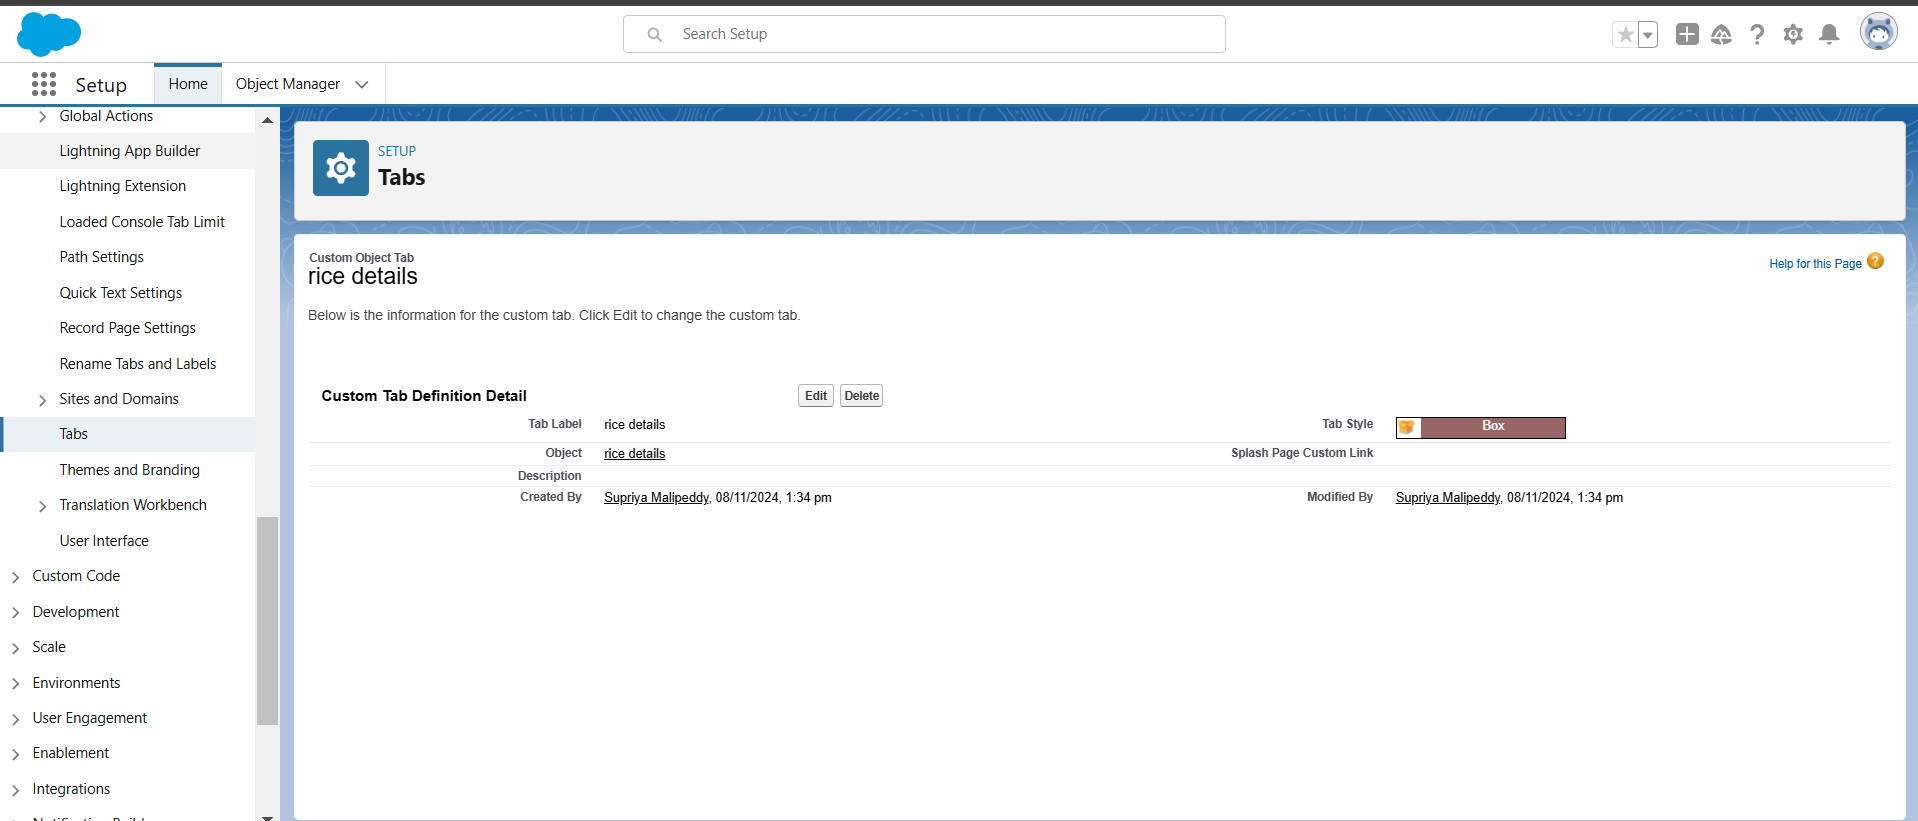 Search Setup
Setup
Home
Object Manager
Global Actions
Lightning App Builder
Lightning Extension
Loaded Console Tab Limit
Path Settings
Quick Text Settings
Record Page Settings
Rename Tabs and Labels
Sites and Domains
Tabs
Themes and Branding
Translation Workbench
User Interface
Custom Code
Development
Scale
Environments
User Engagement
Enablement
Integrations
SETUP
Tabs
Custom Object Tab
rice details
Help for this Page
Below is the information for the custom tab. Click Edit to change the custom tab.
Custom Tab Definition Detail
Edit Delete
Tab Label rice details Tab Style Box
Object rice details Splash Page Custom Link
Description
Created By Supriya Malipeddy, 08/11/2024, 1:34 pm Modified By Supriya Malipeddy, 08/11/2024, 1:34 pm